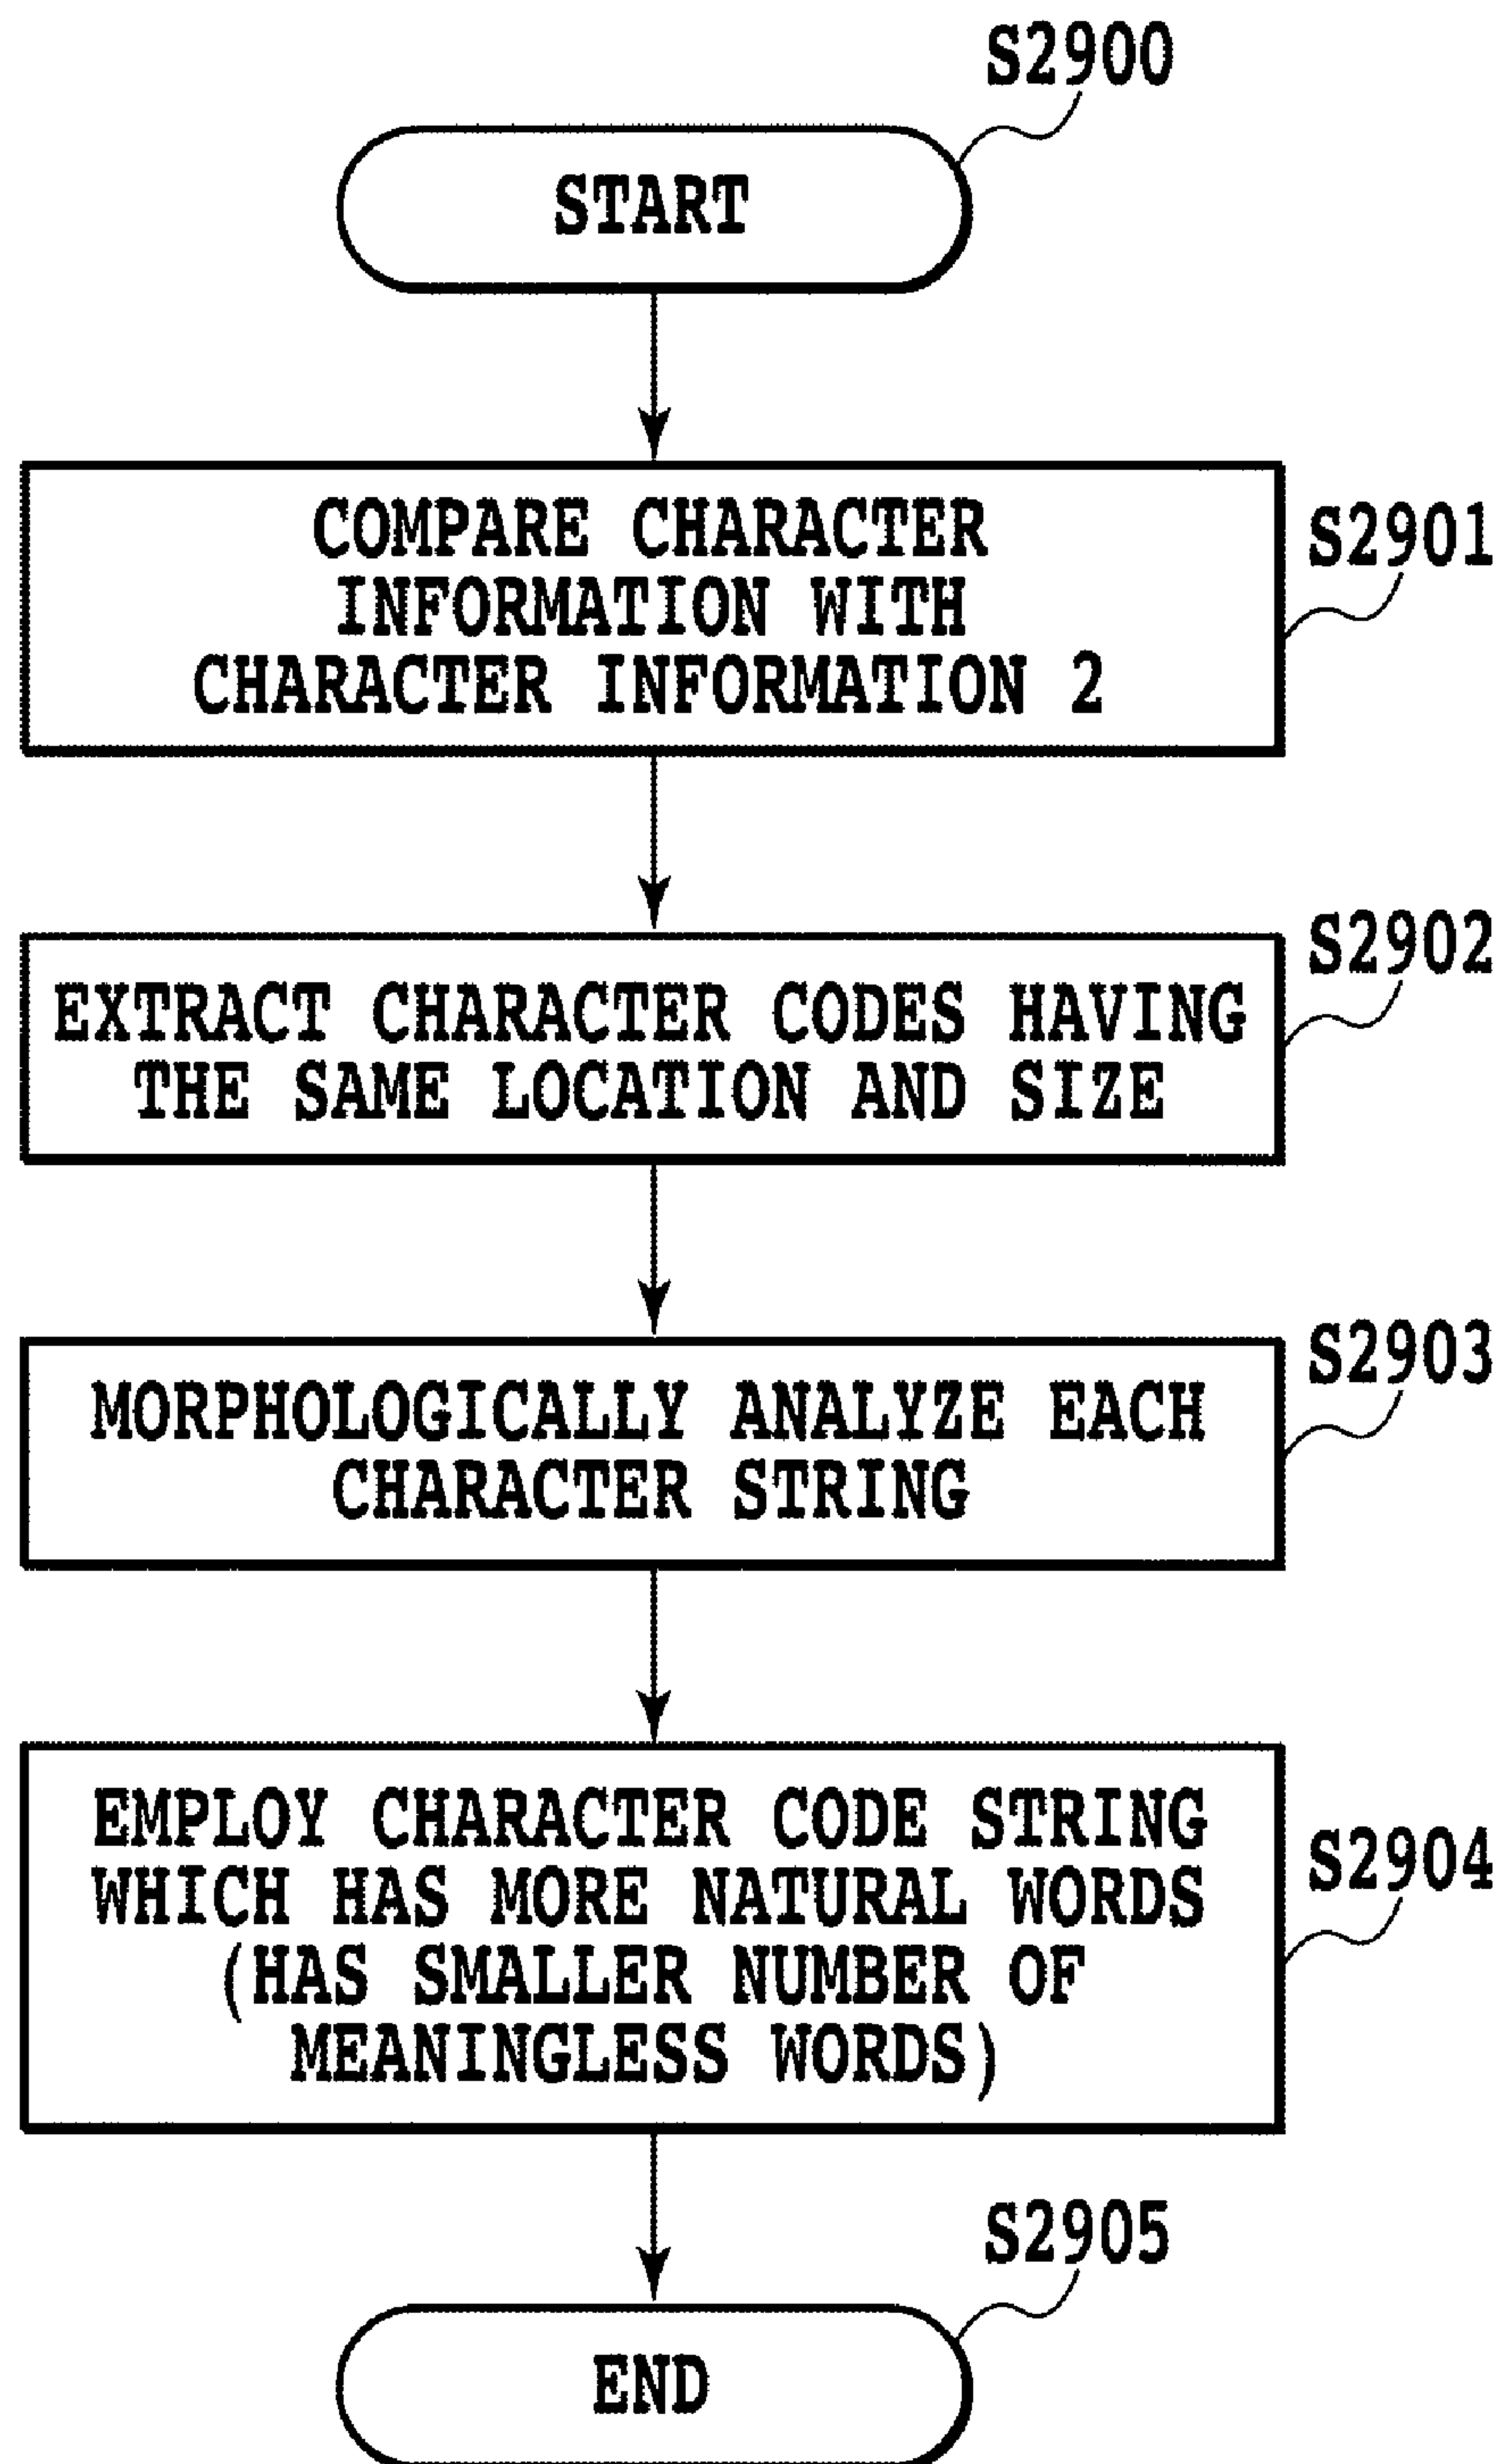 S2900
START
COMPARE CHARACTER
INFORMATION WITH
CHARACTER INFORMATION 2
S2901
EXTRACT CHARACTER CODES HAVING
THE SAME LOCATION AND SIZE
S2902
MORPHOLOGICALLY ANALYZE EACH
CHARACTER STRING
S2903
EMPLOY CHARACTER CODE STRING
WHICH HAS MORE NATURAL WORDS
(HAS SMALLER NUMBER OF
MEANINGLESS WORDS)
S2904
S2905
END